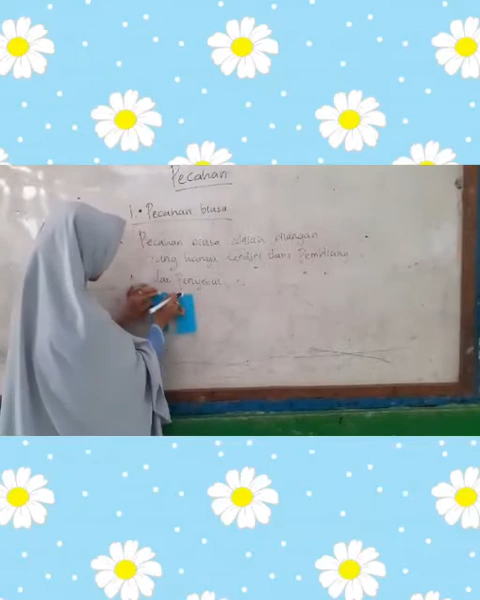 Pecahan
1. Pecahan biasa
Pecahan biasa adalah bilangan
yang hanya terdiri dari Pembilang
dan Penyebut